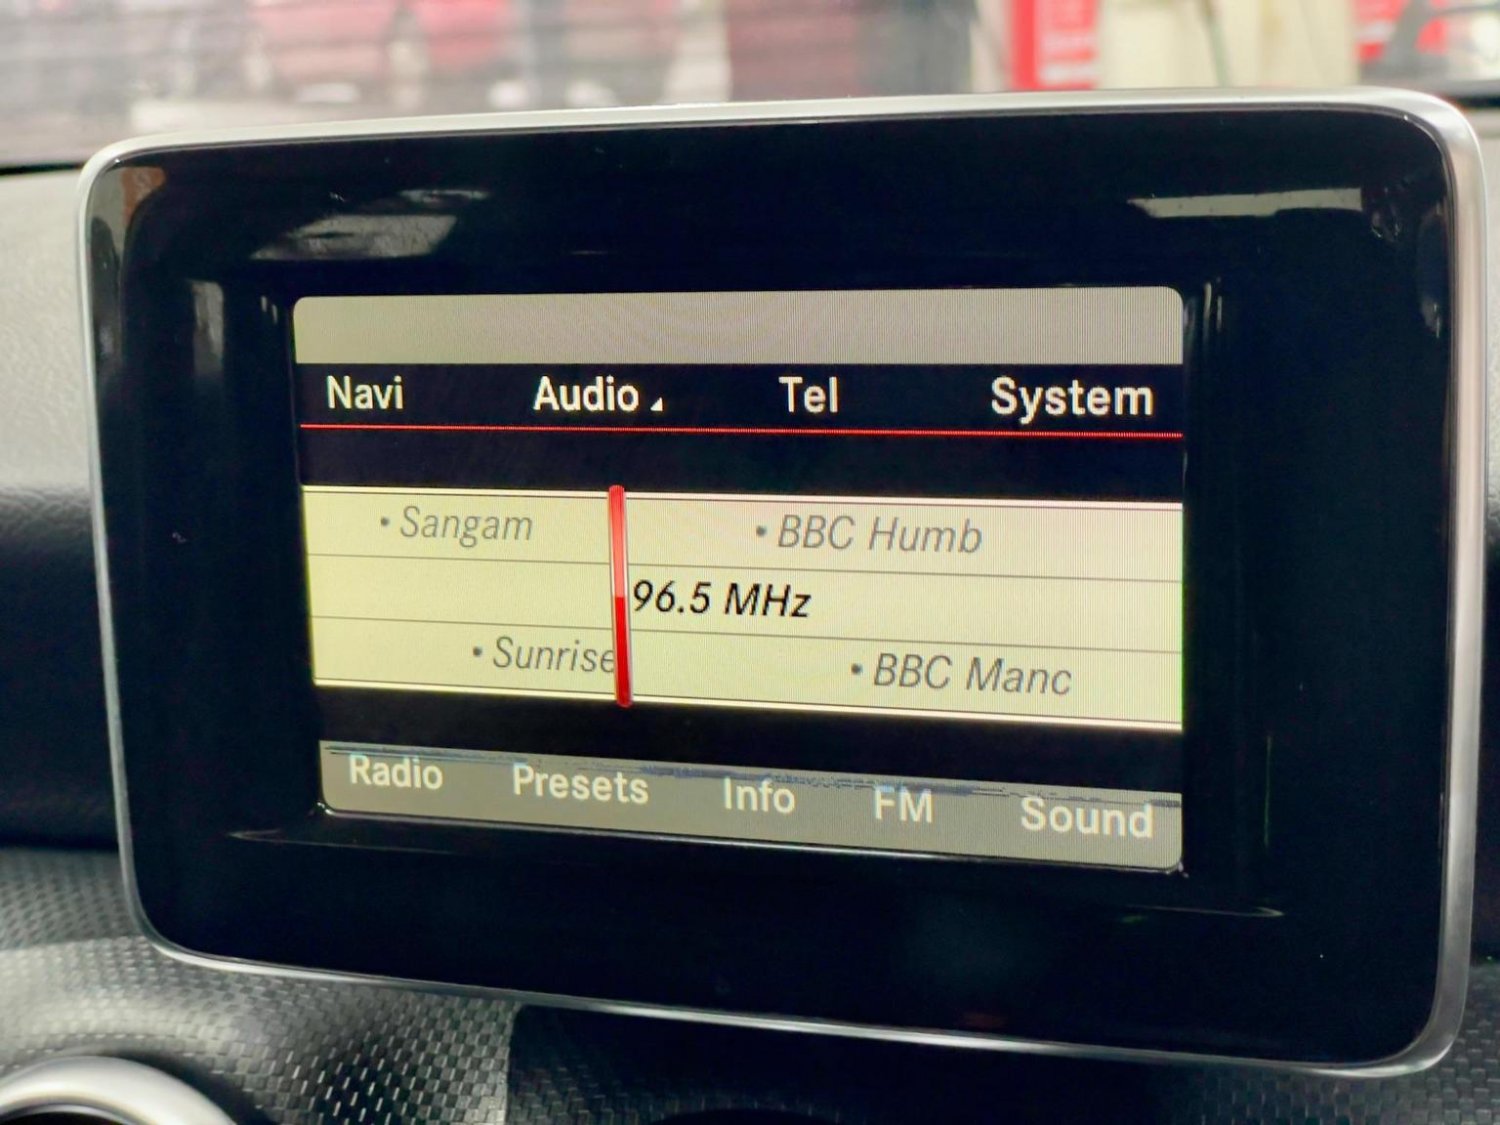 Navi Audio Tel System
• Sangam • BBC Humb
96.5 MHz
• Sunrise • BBC Manc
Radio Presets Info FM Sound